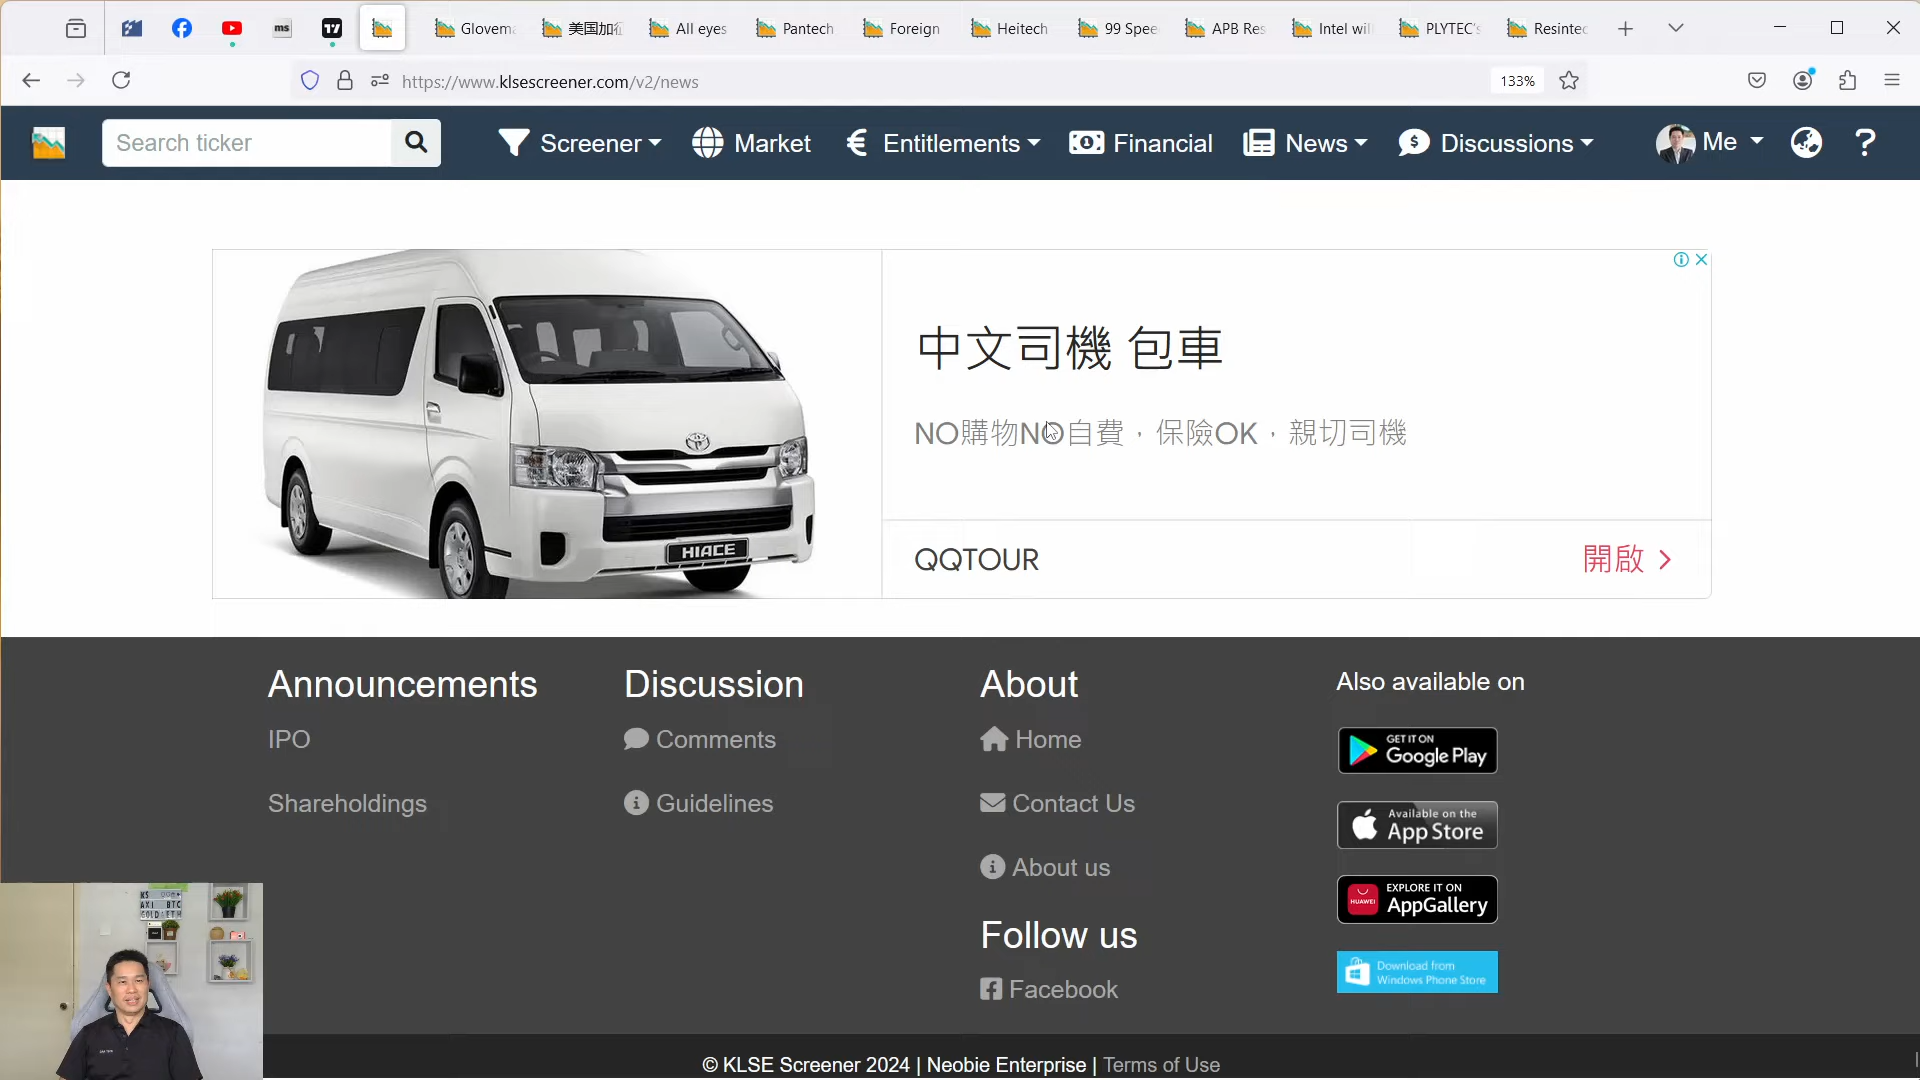 ms
Glovem
美国加征
All eyes
Pantech
Foreign
Heitech
99 Spee
APB Res
Intel wil
PLYTEC's
Resintec
https://www.klsescreener.com/v2/news
133%
Search ticker
Screener
Market
Entitlements
Financial
News
Discussions
Me
?
中文司機 包車
NO購物NO自費，保險OK，親切司機
QQTOUR
開啟
HIACE
Announcements
IPO
Shareholdings
Discussion
Comments
Guidelines
About
Home
Contact Us
About us
Follow us
Facebook
Also available on
GET IT ON
Google Play
Available on the
App Store
HUAWEI
EXPLORE IT ON
AppGallery
Download from
Windows Phone Store
© KLSE Screener 2024 | Neobie Enterprise | Terms of Use